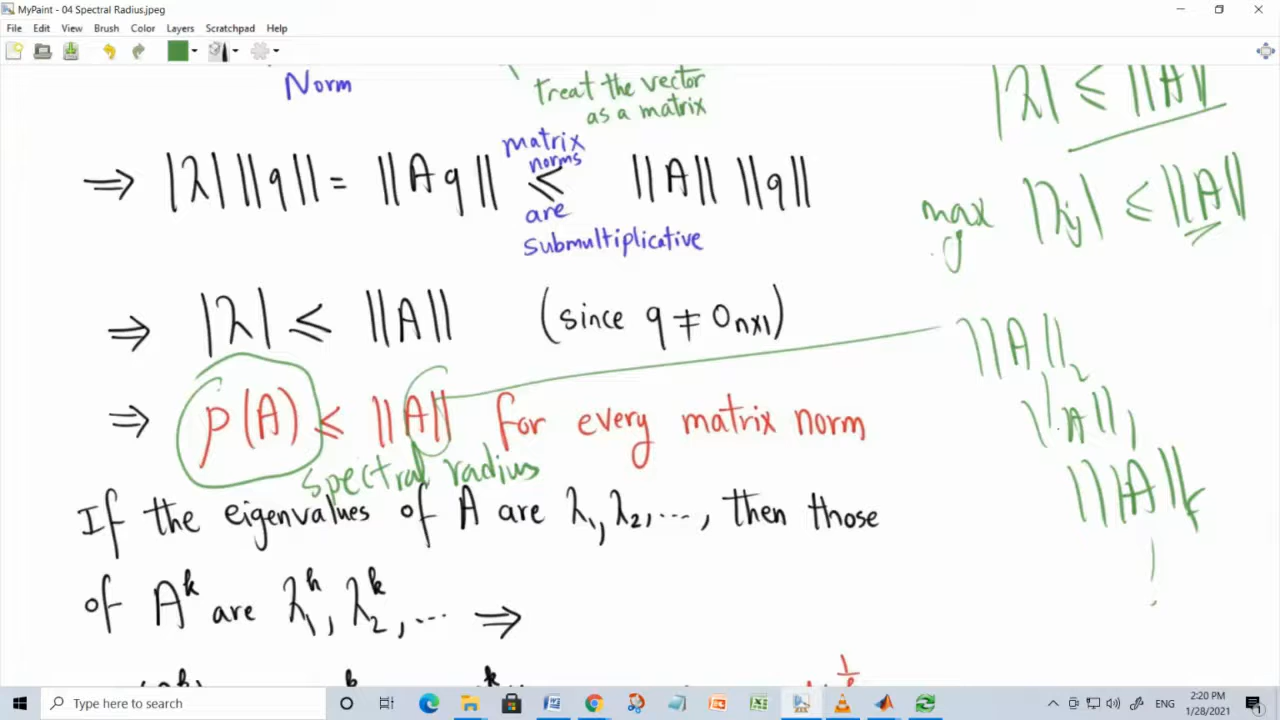 MyPaint - 04 Spectral Radius.jpeg
File Edit View Brush Color Layers Scratchpad Help
Norm
treat the vector
as a matrix
|λ| ≤ ||A||
⇒ |λ| ||q|| = ||Aq|| ≤ ||A|| ||q||
matrix
norms
are
submultiplicative
max |λj| ≤ ||A||
j
⇒ |λ| ≤ ||A|| (since q ≠ 0nx1)
||A||2
⇒ ρ(A) ≤ ||A|| for every matrix norm
||A||1
spectral radius
||A||F
If the eigenvalues of A are λ1, λ2, ..., then those
of A^k are λ1^k, λ2^k, ... ⇒
Type here to search
ENG
2:20 PM
1/28/2021